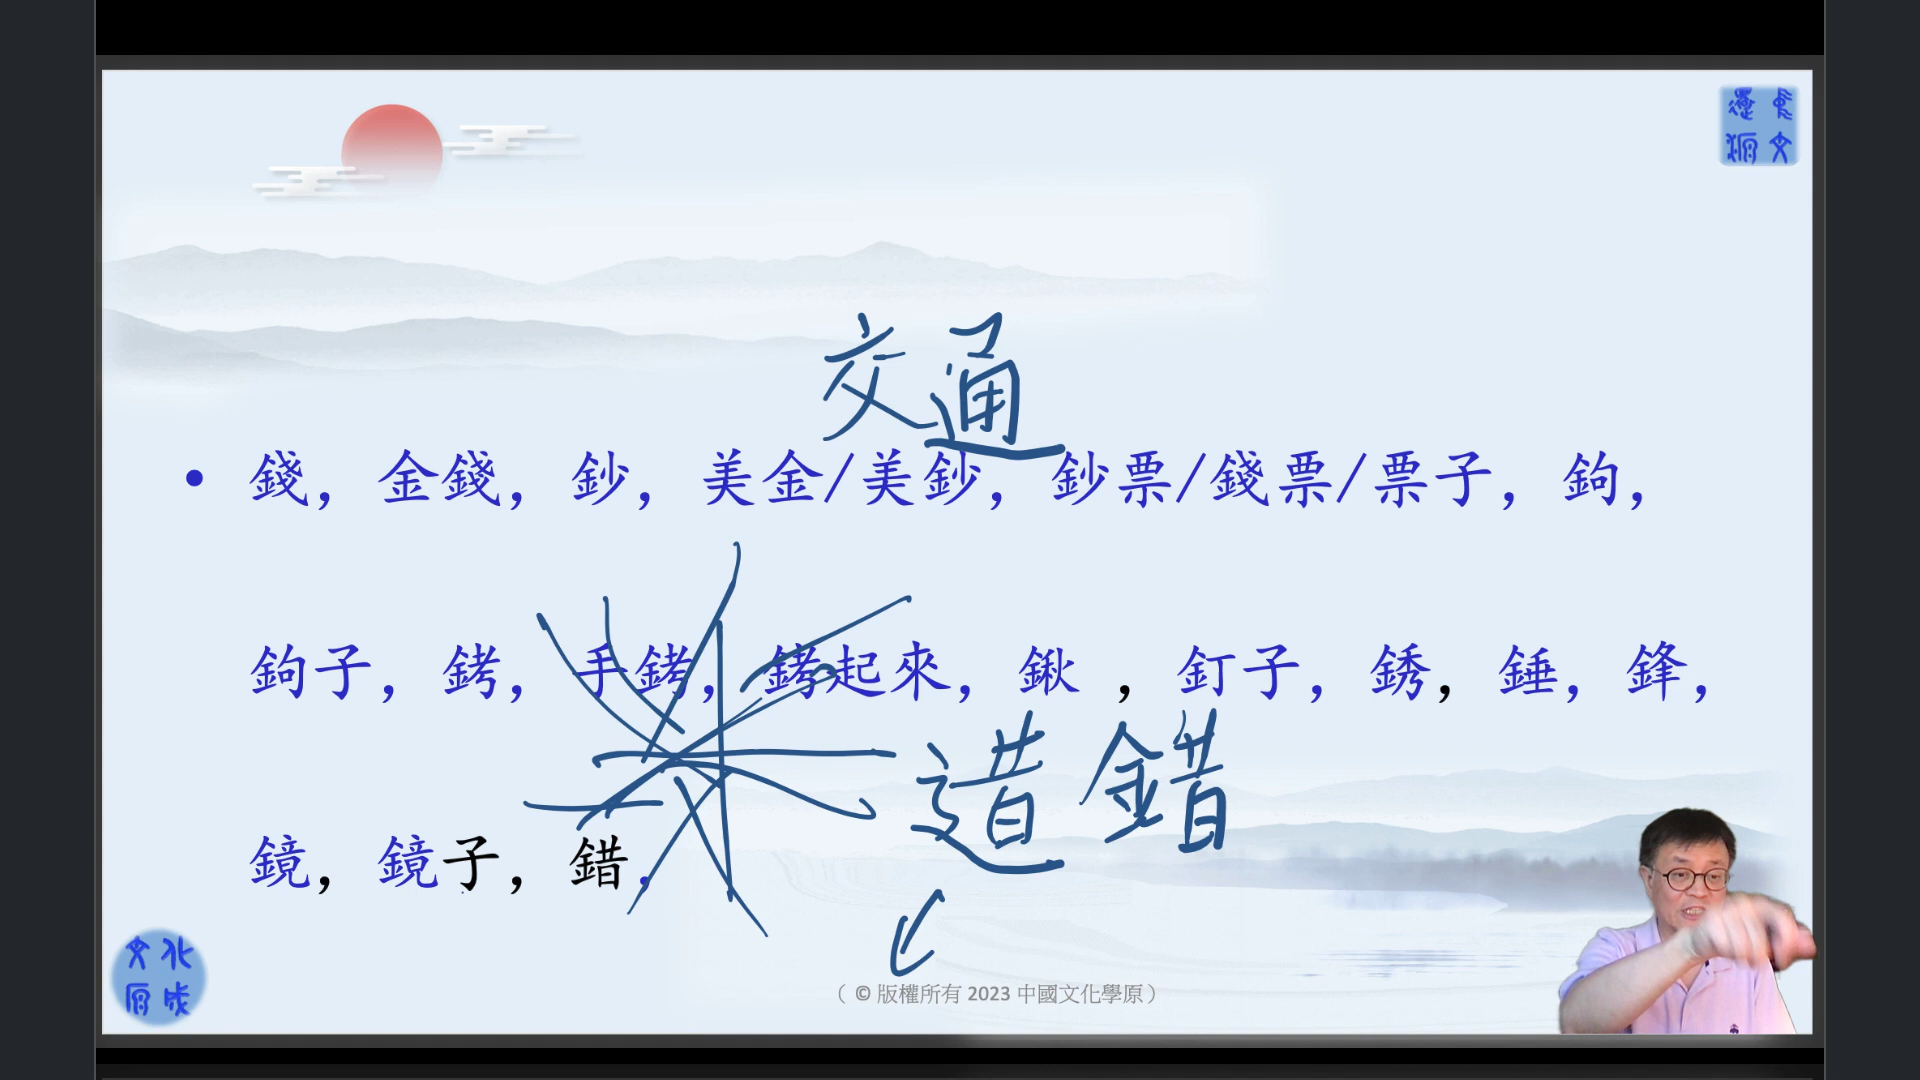 交通
• 錢，金錢，鈔，美金/美鈔，鈔票/錢票/票子，鉤，
鉤子，銬，手銬，銬起來，鍬 ，釘子，銹，錘，鋒，
逪 錯
鏡，鏡子，錯，
（ © 版權所有 2023 中國文化學原）